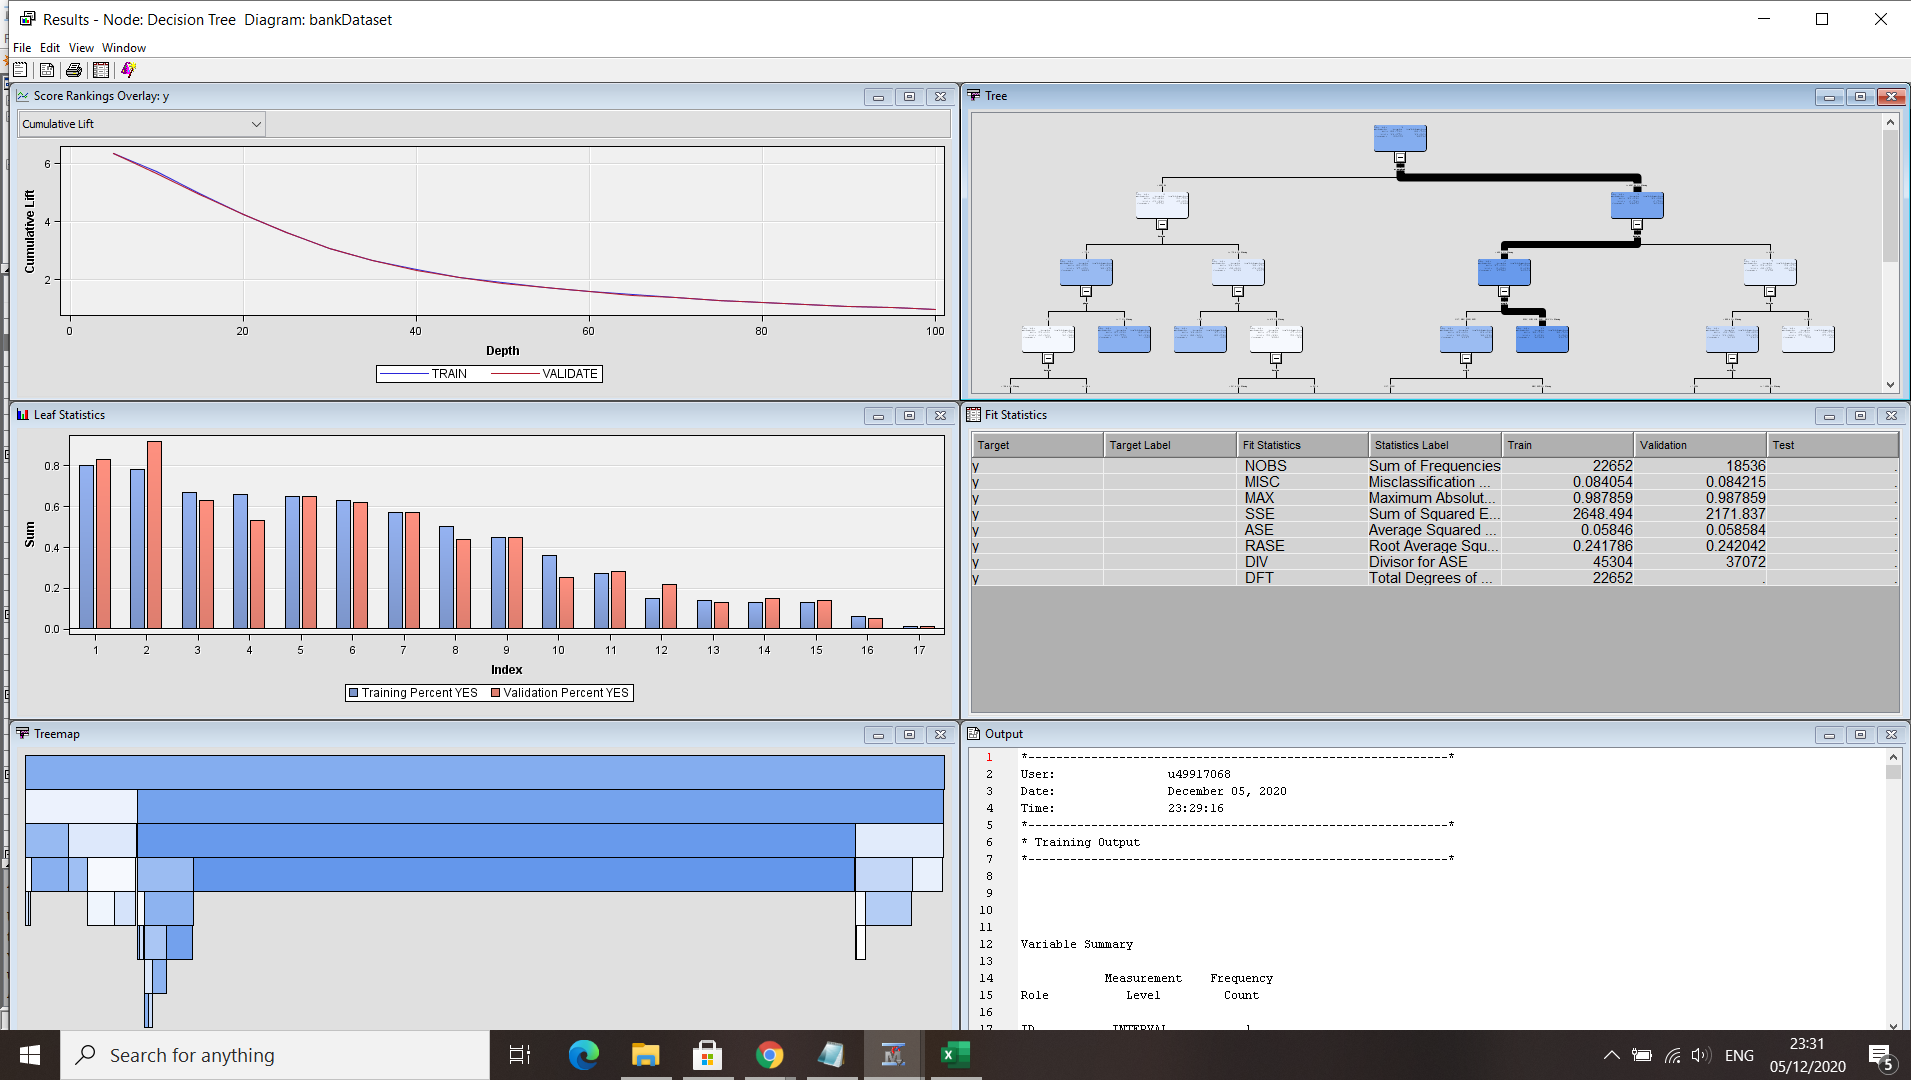 Results - Node: Decision Tree  Diagram: bankDataset
File Edit View Window
Score Rankings Overlay: y
Cumulative Lift
Cumulative Lift
6
4
2
0 20 40 60 80 100
Depth
TRAIN VALIDATE
Tree
Leaf Statistics
Sum
0.8
0.6
0.4
0.2
0.0
1 2 3 4 5 6 7 8 9 10 11 12 13 14 15 16 17
Index
Training Percent YES Validation Percent YES
Fit Statistics
Target Target Label Fit Statistics Statistics Label Train Validation Test
y NOBS Sum of Frequencies 22652 18536 .
y MISC Misclassification ... 0.084054 0.084215 .
y MAX Maximum Absolut... 0.987859 0.987859 .
y SSE Sum of Squared E... 2648.494 2171.837 .
y ASE Average Squared ... 0.05846 0.058584 .
y RASE Root Average Squ... 0.241786 0.242042 .
y DIV Divisor for ASE 45304 37072 .
y DFT Total Degrees of ... 22652 . .
Treemap
Output
1 *------------------------------------------------------------*
2 User: u49917068
3 Date: December 05, 2020
4 Time: 23:29:16
5 *------------------------------------------------------------*
6 * Training Output
7 *------------------------------------------------------------*
8
9
10
11
12 Variable Summary
13
14 Measurement Frequency
15 Role Level Count
16
17 ID INTERVAL 1
Search for anything
ENG
23:31
05/12/2020
5